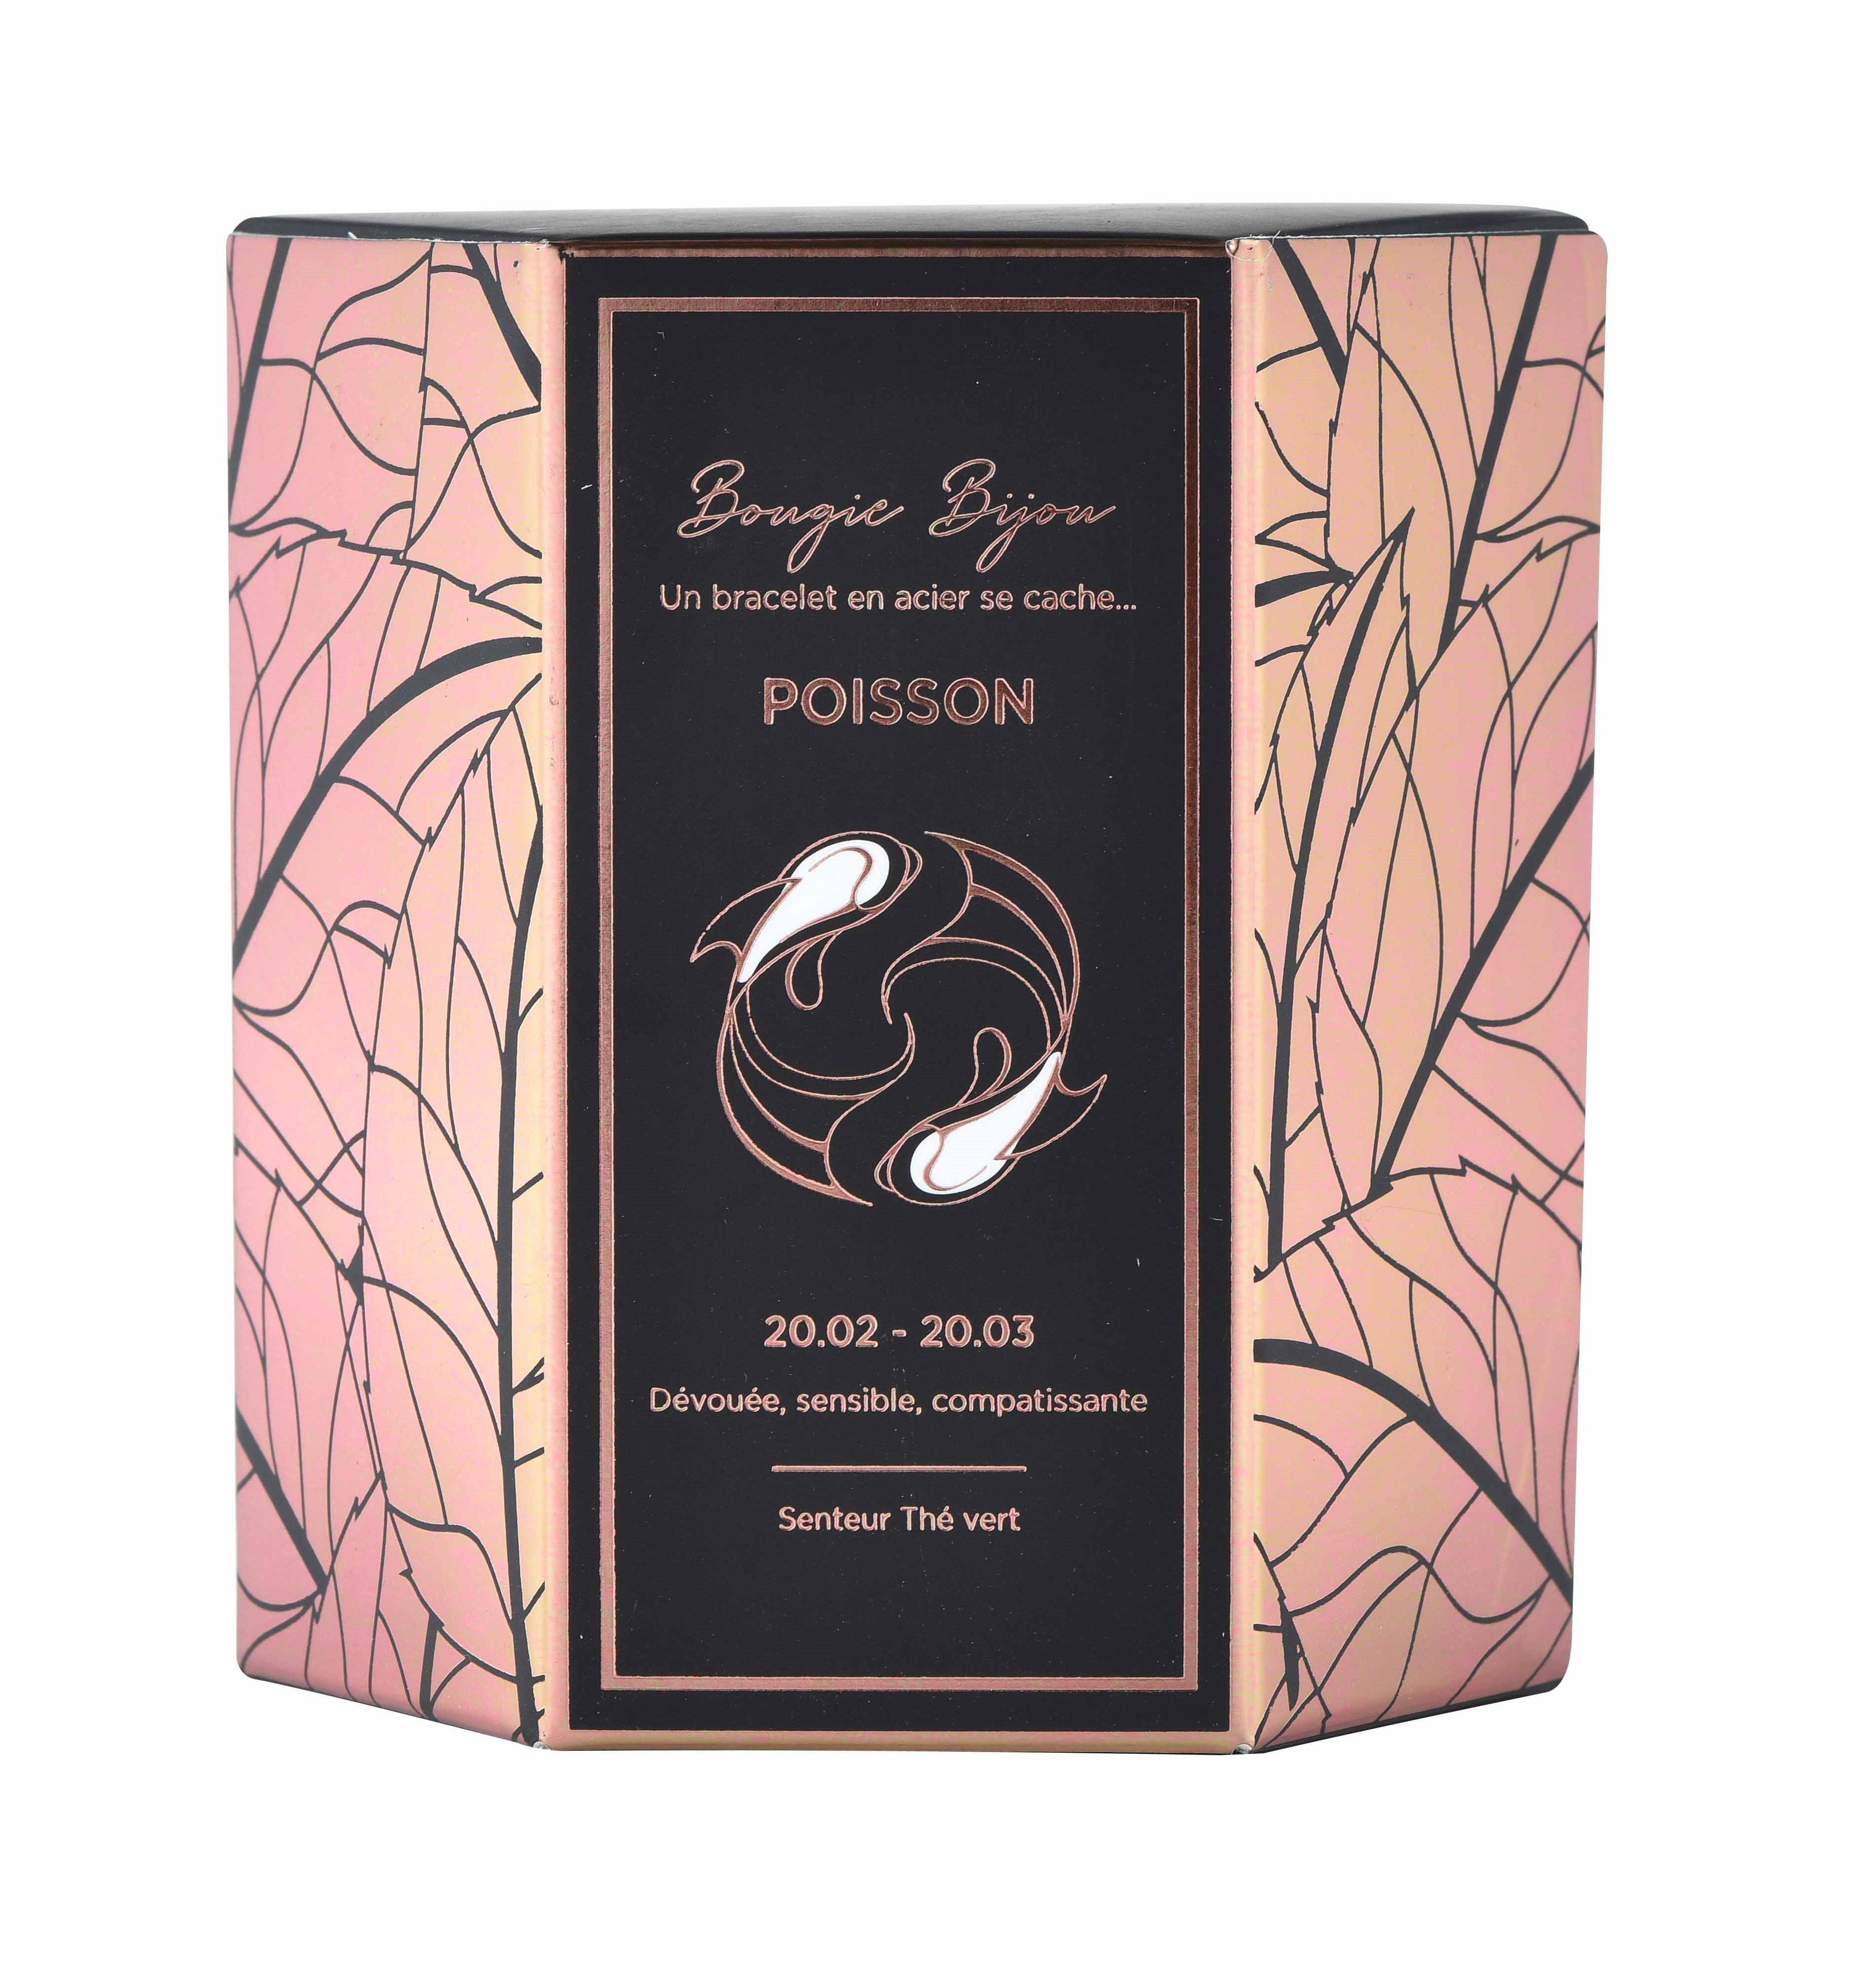 Bougie Bijou
Un bracelet en acier se cache...
POISSON
20.02 - 20.03
Dévouée, sensible, compatissante
Senteur Thé vert